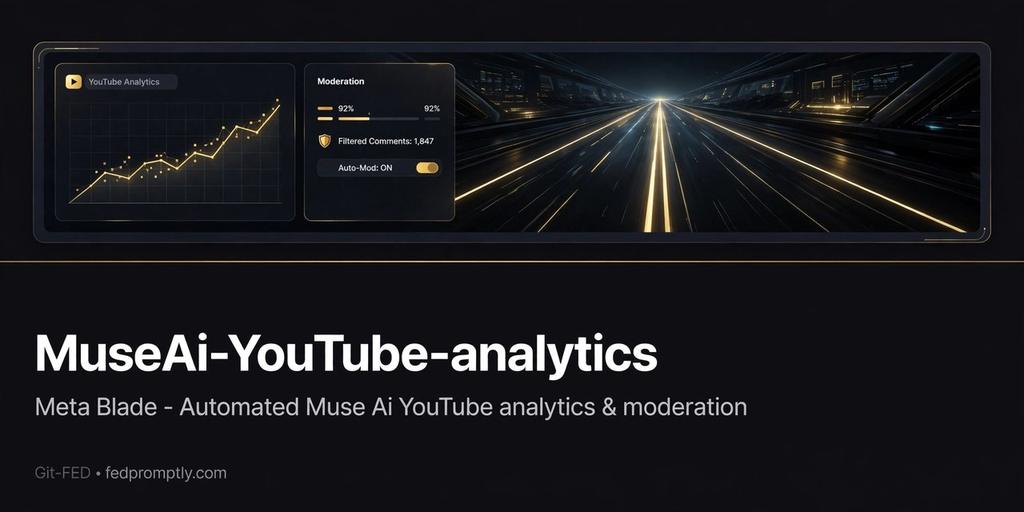 YouTube Analytics
Moderation
92% 92%
Filtered Comments: 1,847
Auto-Mod: ON
MuseAi-YouTube-analytics
Meta Blade - Automated Muse Ai YouTube analytics & moderation
Git-FED • fedpromptly.com